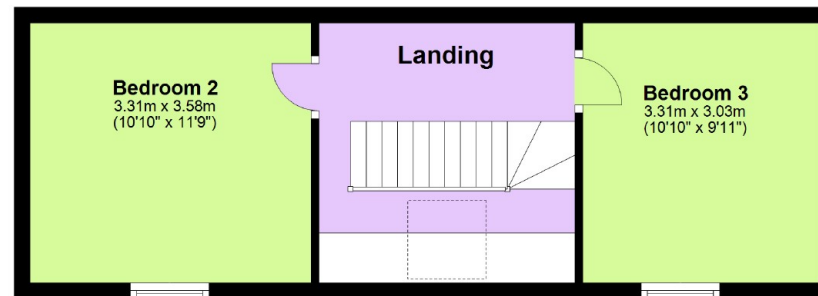 Landing
Bedroom 2
3.31m x 3.58m
(10'10" x 11'9")
Bedroom 3
3.31m x 3.03m
(10'10" x 9'11")